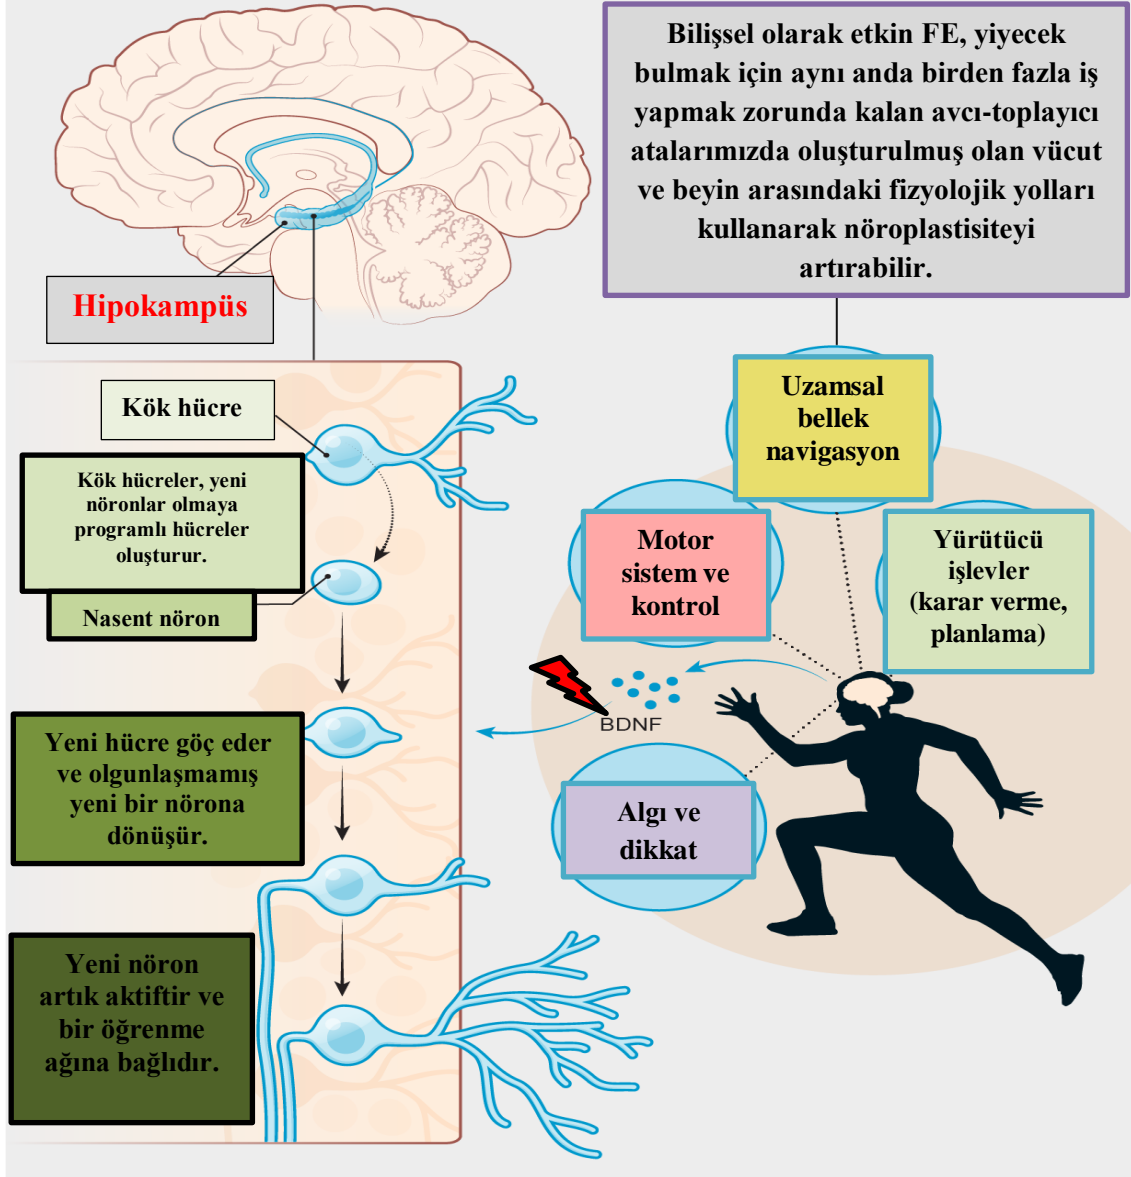 Bilişsel olarak etkin FE, yiyecek
bulmak için aynı anda birden fazla iş
yapmak zorunda kalan avcı-toplayıcı
atalarımızda oluşturulmuş olan vücut
ve beyin arasındaki fizyolojik yolları
kullanarak nöroplastisiteyi
artırabilir.
Hipokampüs
Kök hücre
Kök hücreler, yeni
nöronlar olmaya
programlı hücreler
oluşturur.
Nasent nöron
Yeni hücre göç eder
ve olgunlaşmamış
yeni bir nörona
dönüşür.
Yeni nöron
artık aktiftir ve
bir öğrenme
ağına bağlıdır.
Uzamsal
bellek
navigasyon
Motor
sistem ve
kontrol
Yürütücü
işlevler
(karar verme,
planlama)
BDNF
Algı ve
dikkat